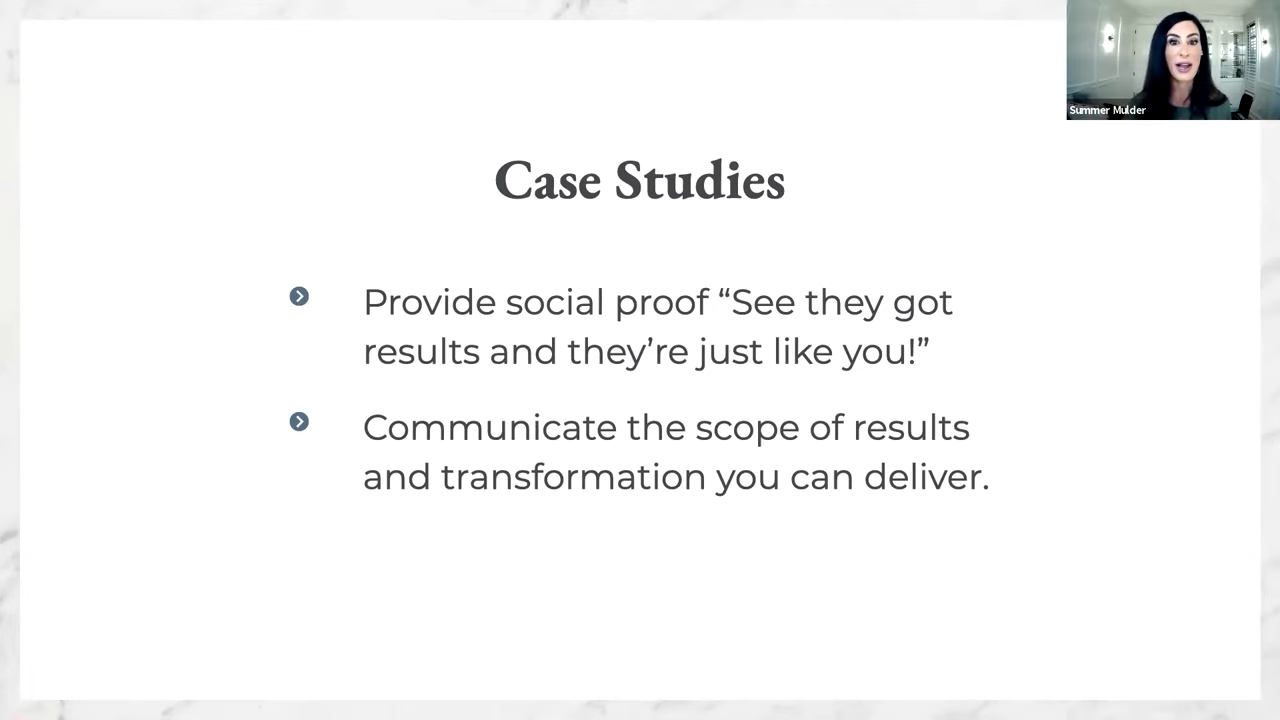 Summer Mulder
Case Studies
Provide social proof “See they got
results and they’re just like you!”
Communicate the scope of results
and transformation you can deliver.